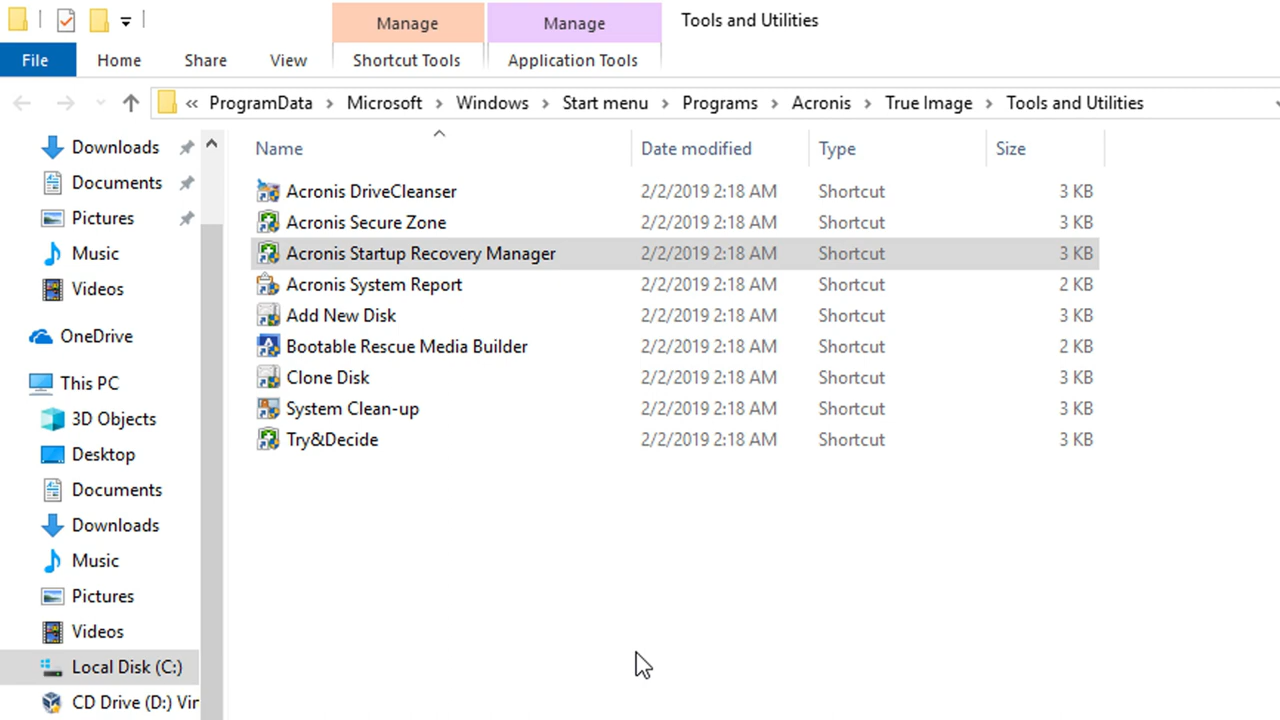 Manage Manage Tools and Utilities
File Home Share View Shortcut Tools Application Tools
« ProgramData › Microsoft › Windows › Start menu › Programs › Acronis › True Image › Tools and Utilities
Downloads
Documents
Pictures
Music
Videos
OneDrive
This PC
3D Objects
Desktop
Documents
Downloads
Music
Pictures
Videos
Local Disk (C:)
CD Drive (D:) Vir
Name Date modified Type Size
Acronis DriveCleanser 2/2/2019 2:18 AM Shortcut 3 KB
Acronis Secure Zone 2/2/2019 2:18 AM Shortcut 3 KB
Acronis Startup Recovery Manager 2/2/2019 2:18 AM Shortcut 3 KB
Acronis System Report 2/2/2019 2:18 AM Shortcut 2 KB
Add New Disk 2/2/2019 2:18 AM Shortcut 3 KB
Bootable Rescue Media Builder 2/2/2019 2:18 AM Shortcut 2 KB
Clone Disk 2/2/2019 2:18 AM Shortcut 3 KB
System Clean-up 2/2/2019 2:18 AM Shortcut 3 KB
Try&Decide 2/2/2019 2:18 AM Shortcut 3 KB